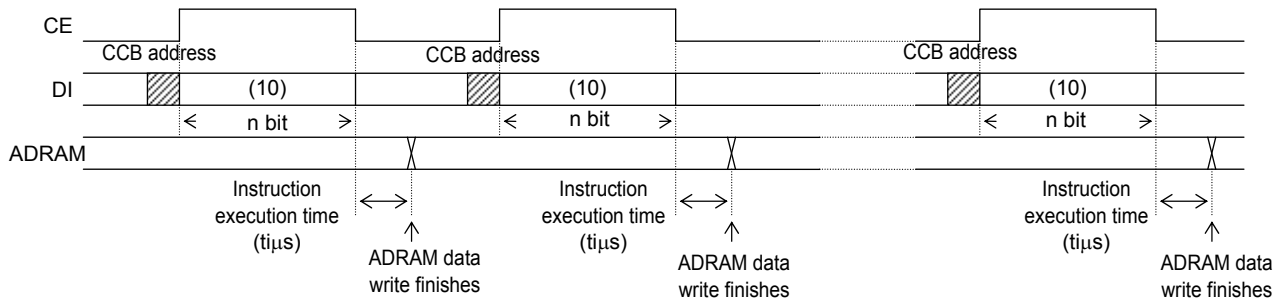 CE
CCB address
CCB address
CCB address
DI
(10)
(10)
(10)
n bit
n bit
n bit
ADRAM
Instruction
execution time
(tiμs)
Instruction
execution time
(tiμs)
Instruction
execution time
(tiμs)
ADRAM data
write finishes
ADRAM data
write finishes
ADRAM data
write finishes